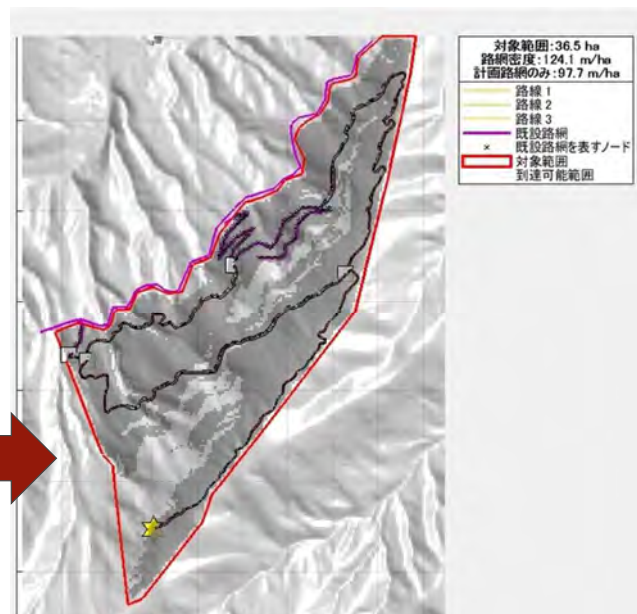 対象範囲:36.5 ha
路網密度:124.1 m/ha
計画路網のみ:97.7 m/ha
路線 1
路線 2
路線 3
既設路網
既設路網を表すノード
対象範囲
到達可能範囲